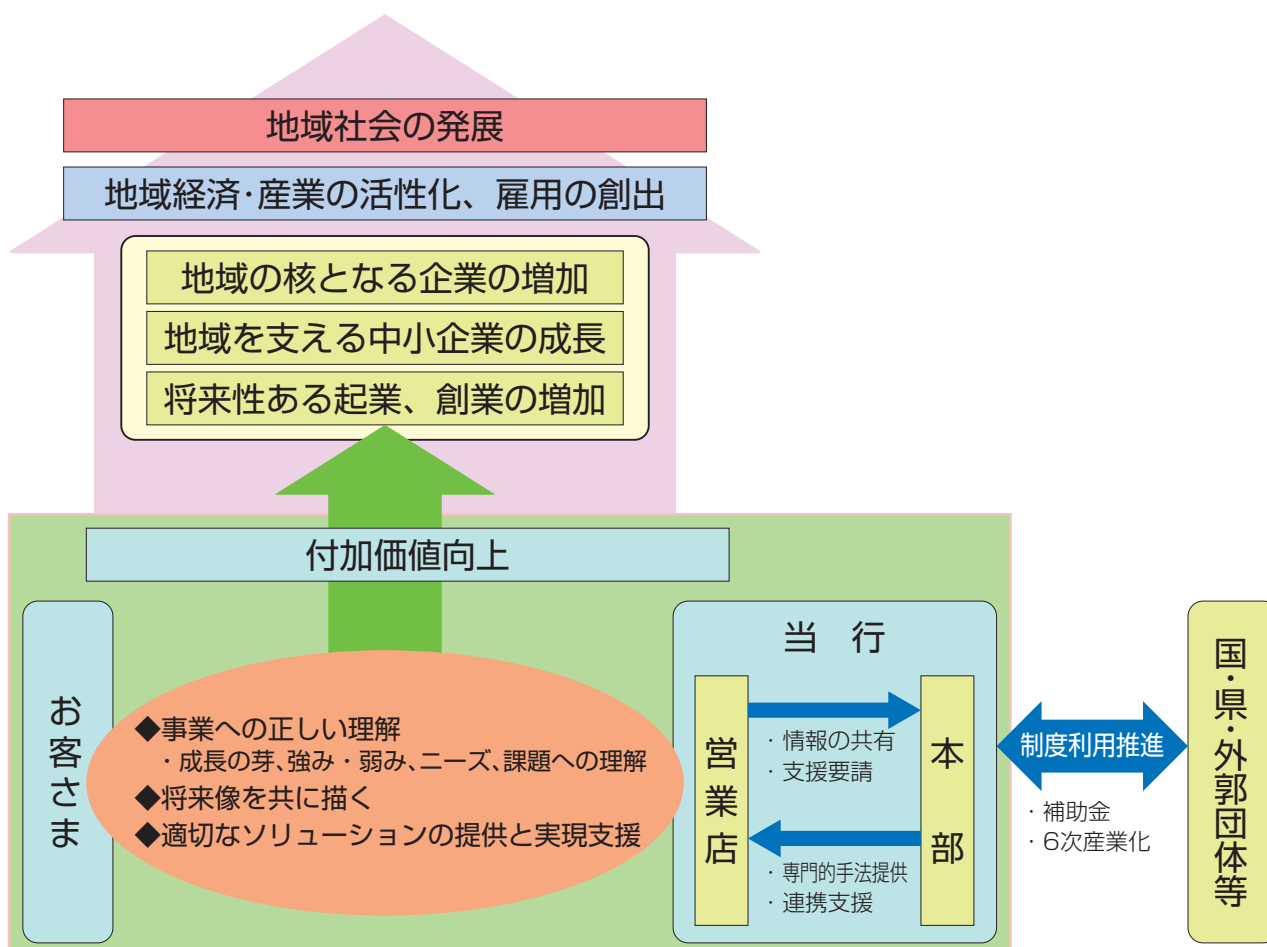 地域社会の発展
地域経済・産業の活性化、雇用の創出
地域の核となる企業の増加
地域を支える中小企業の成長
将来性ある起業、創業の増加
付加価値向上
お客さま
◆事業への正しい理解
・成長の芽、強み・弱み、ニーズ、課題への理解
◆将来像を共に描く
◆適切なソリューションの提供と実現支援
当　行
営業店
・情報の共有
・支援要請
・専門的手法提供
・連携支援
本部
制度利用推進
・補助金
・6次産業化
国・県・外郭団体等